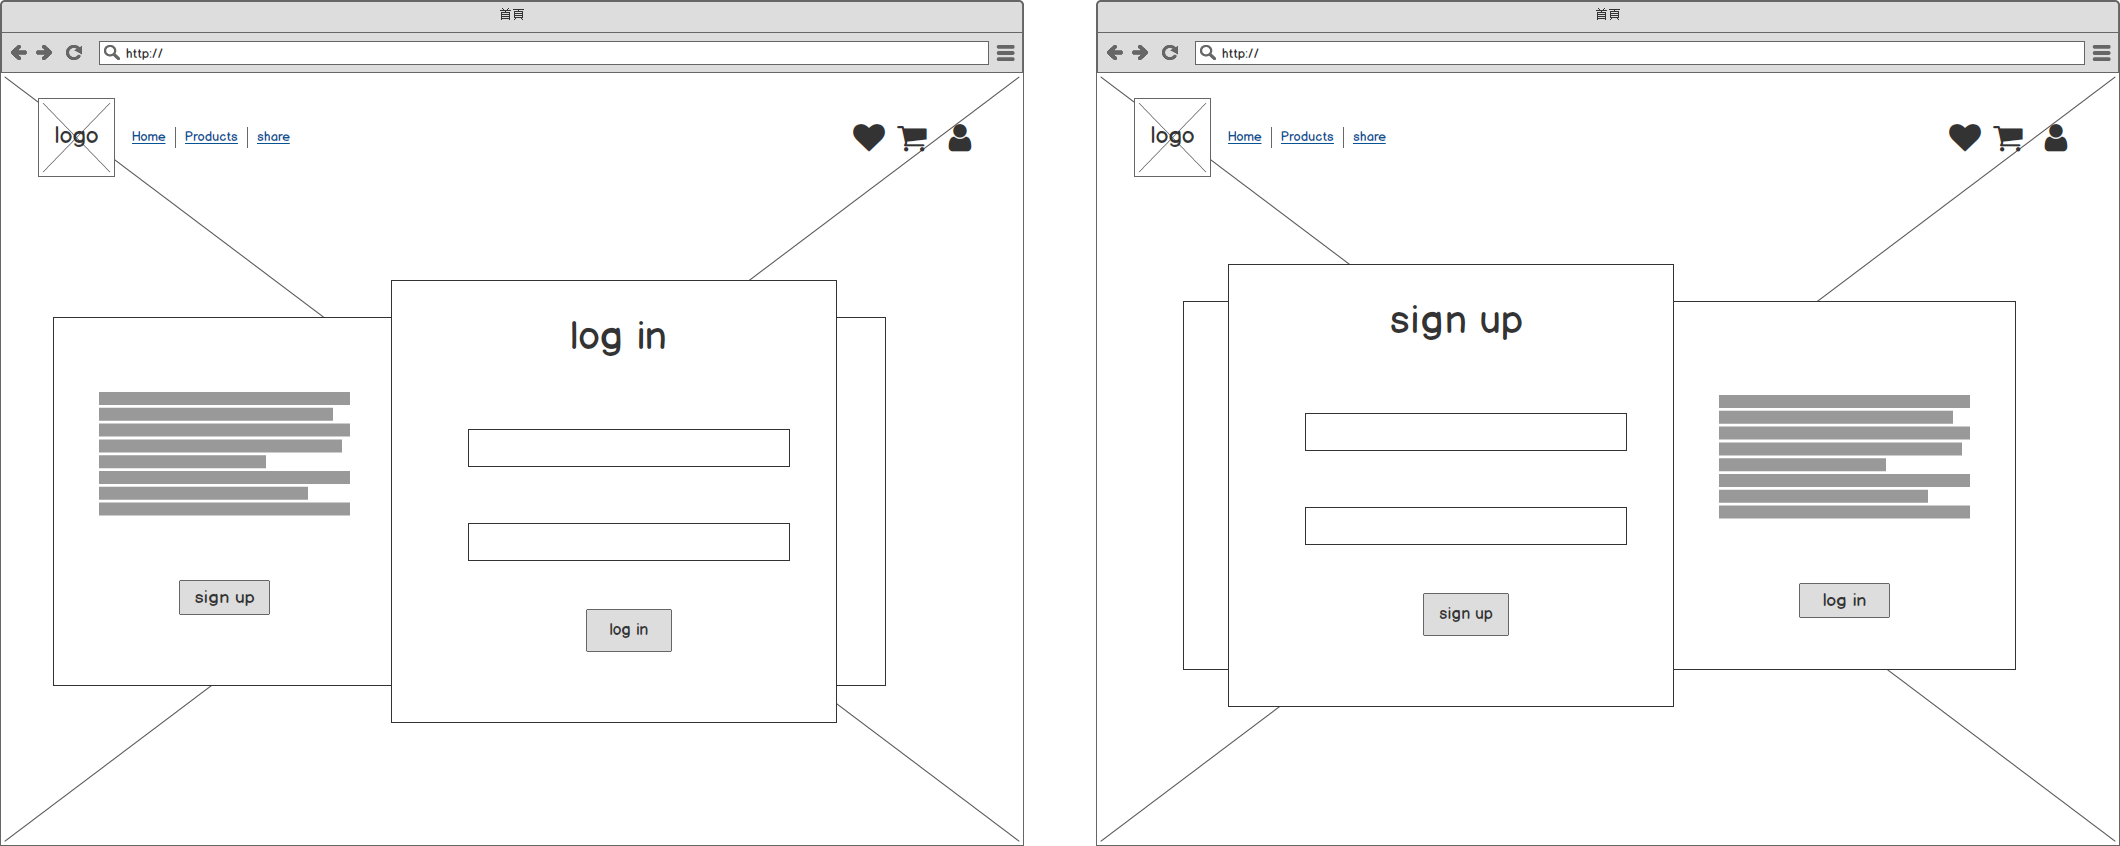 首頁
http://
logo
Home
Products
share
log in
sign up
log in
首頁
http://
logo
Home
Products
share
sign up
sign up
log in